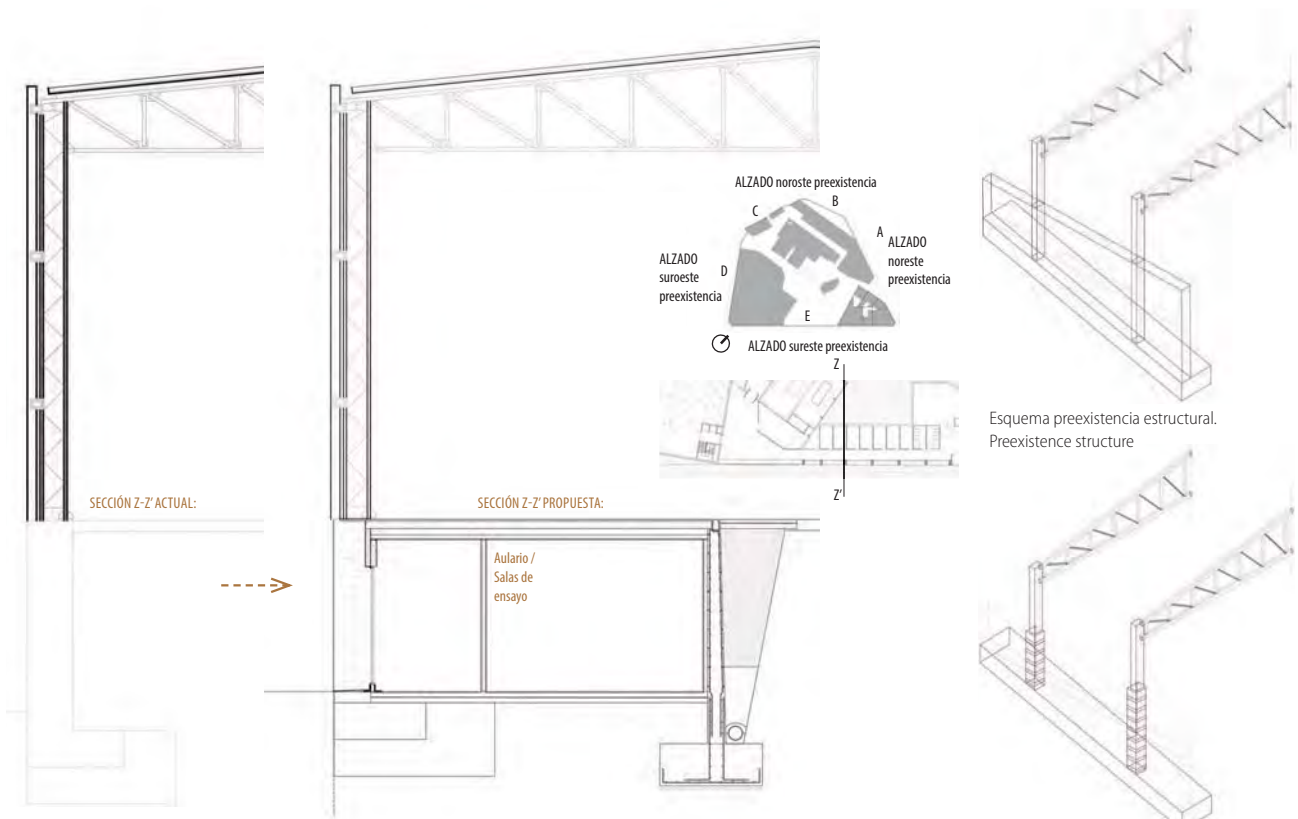 ALZADO noroste preexistencia
C
B
A
ALZADO
noreste
preexistencia
ALZADO
suroeste
preexistencia
D
E
ALZADO sureste preexistencia
Z
Z'
Esquema preexistencia estructural.
Preexistence structure
SECCIÓN Z-Z' ACTUAL:
SECCIÓN Z-Z' PROPUESTA:
Aulario /
Salas de
ensayo